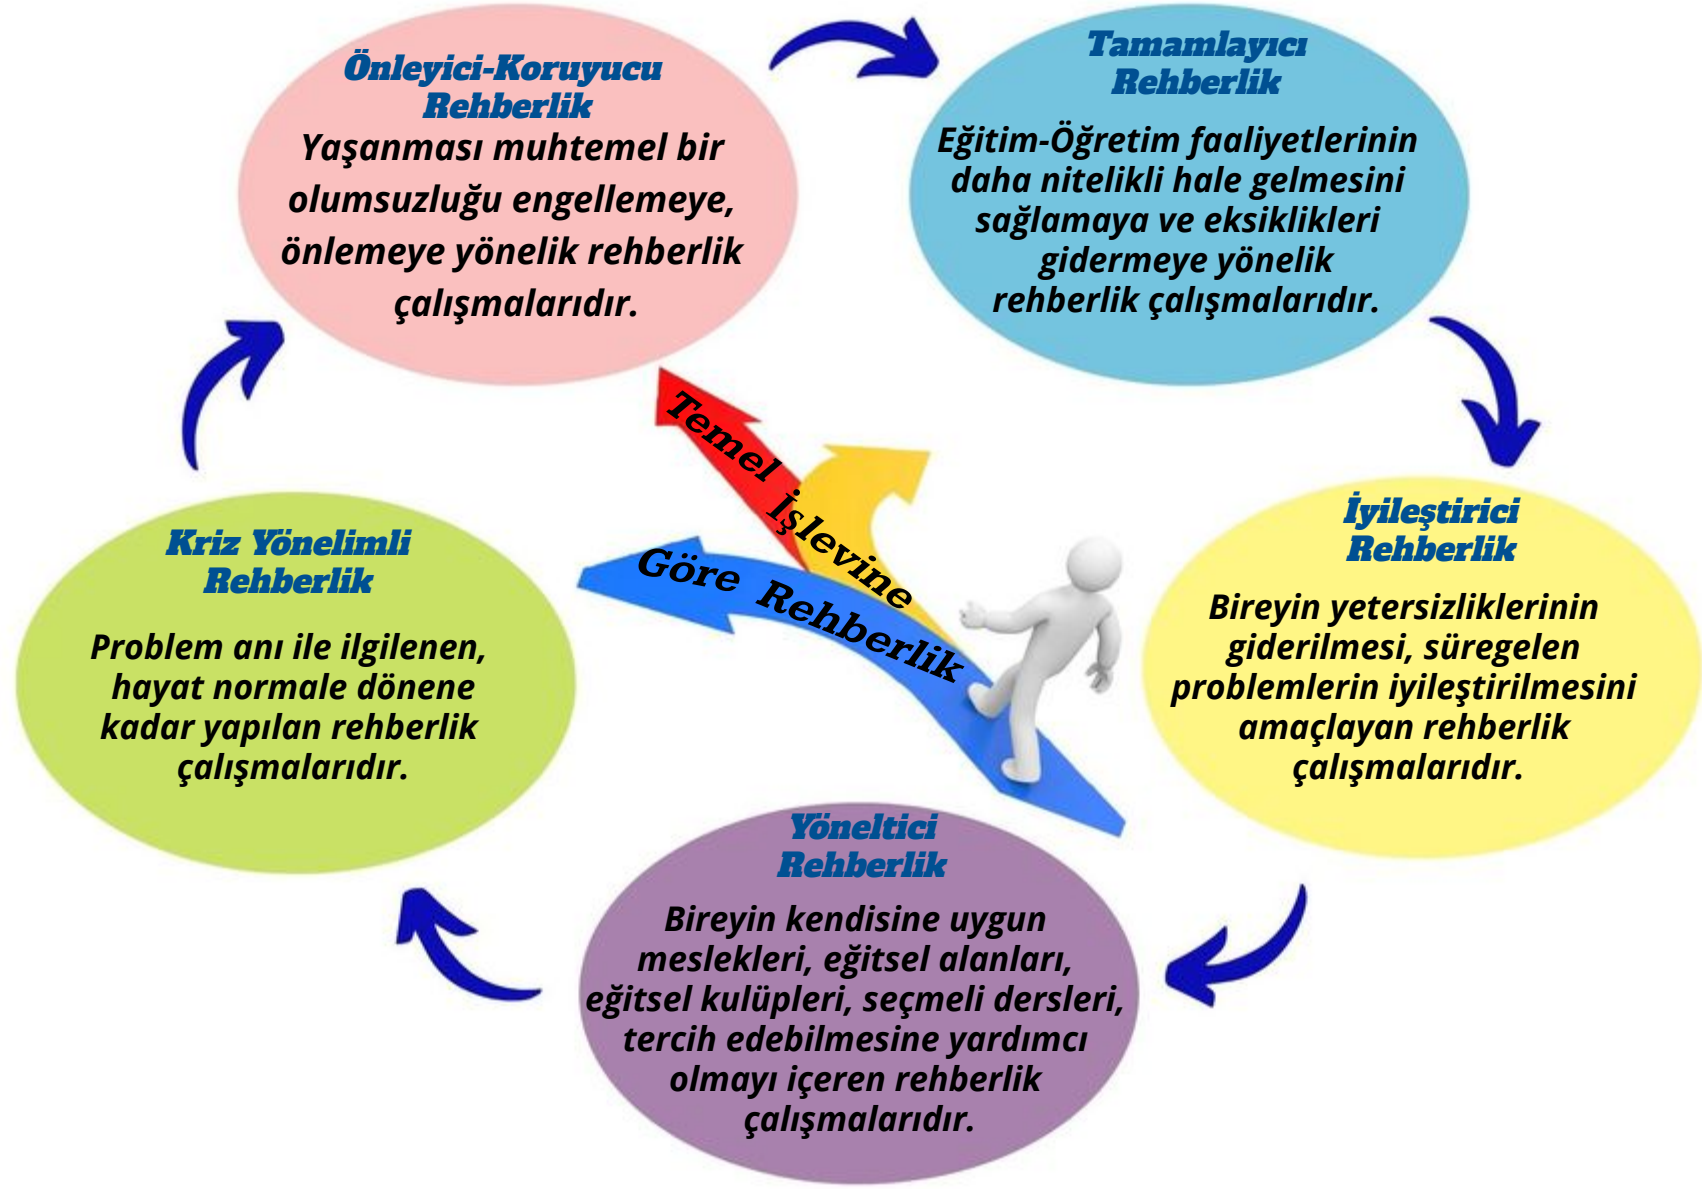 Önleyici-Koruyucu
Rehberlik
Yaşanması muhtemel bir
olumsuzluğu engellemeye,
önlemeye yönelik rehberlik
çalışmalarıdır.
Tamamlayıcı
Rehberlik
Eğitim-Öğretim faaliyetlerinin
daha nitelikli hale gelmesini
sağlamaya ve eksiklikleri
gidermeye yönelik
rehberlik çalışmalarıdır.
Temel İşlevine
Göre Rehberlik
İyileştirici
Rehberlik
Bireyin yetersizliklerinin
giderilmesi, süregelen
problemlerin iyileştirilmesini
amaçlayan rehberlik
çalışmalarıdır.
Yöneltici
Rehberlik
Bireyin kendisine uygun
meslekleri, eğitsel alanları,
eğitsel kulüpleri, seçmeli dersleri,
tercih edebilmesine yardımcı
olmayı içeren rehberlik
çalışmalarıdır.
Kriz Yönelimli
Rehberlik
Problem anı ile ilgilenen,
hayat normale dönene
kadar yapılan rehberlik
çalışmalarıdır.